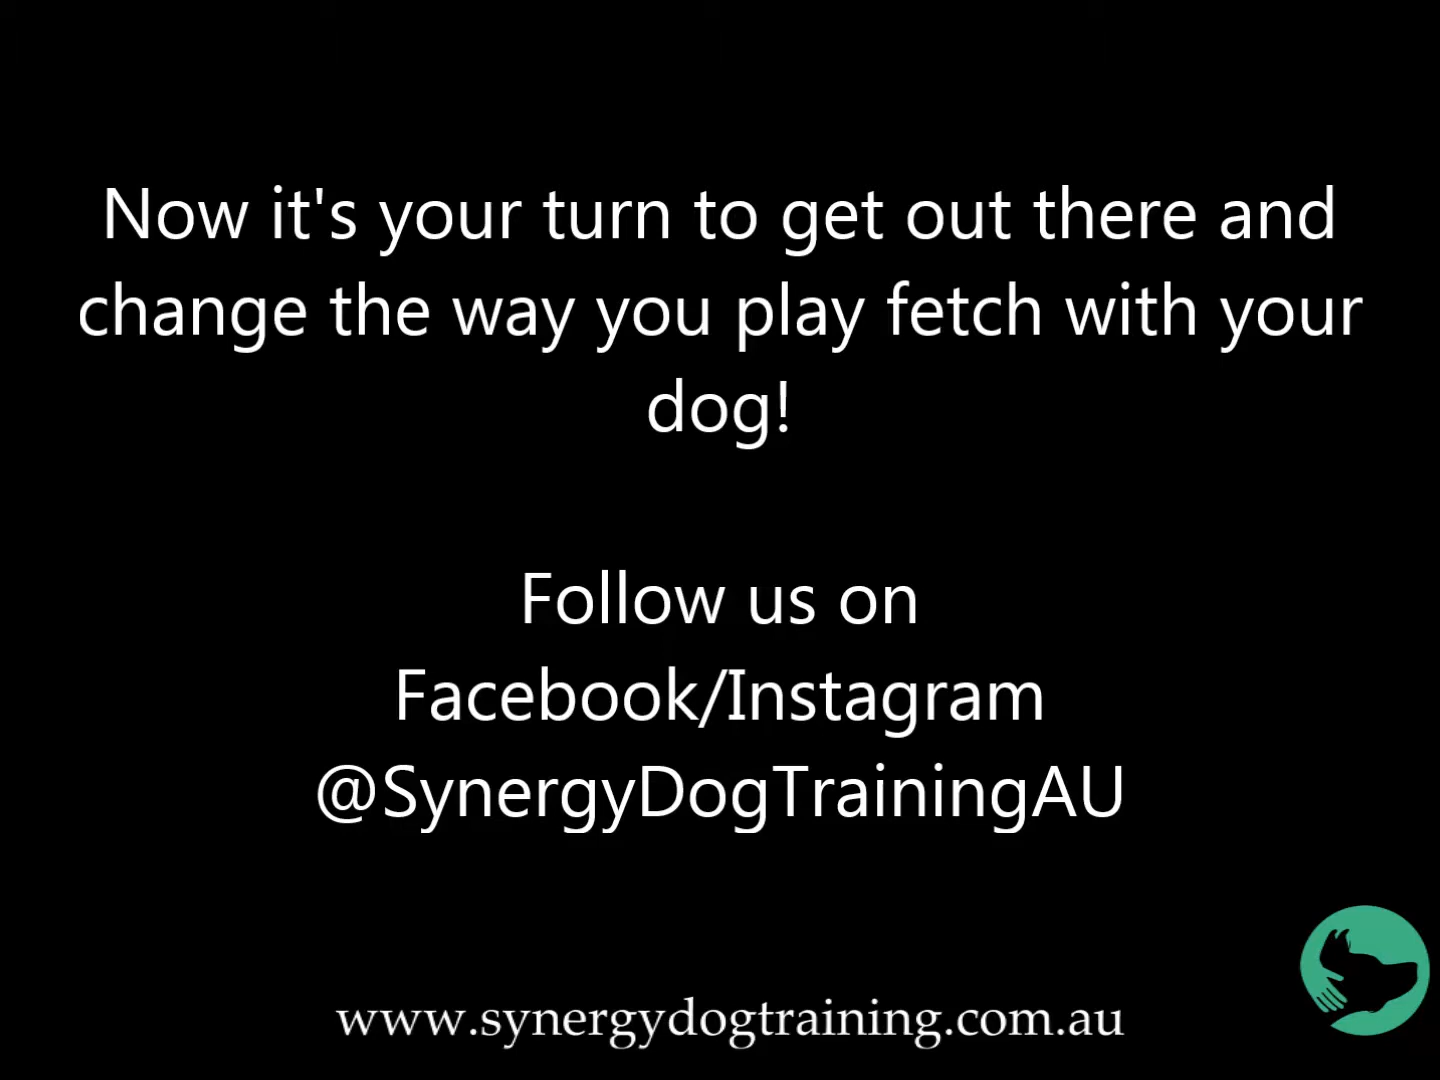 Now it's your turn to get out there and
change the way you play fetch with your
dog!
Follow us on
Facebook/Instagram
@SynergyDogTrainingAU
www.synergydogtraining.com.au